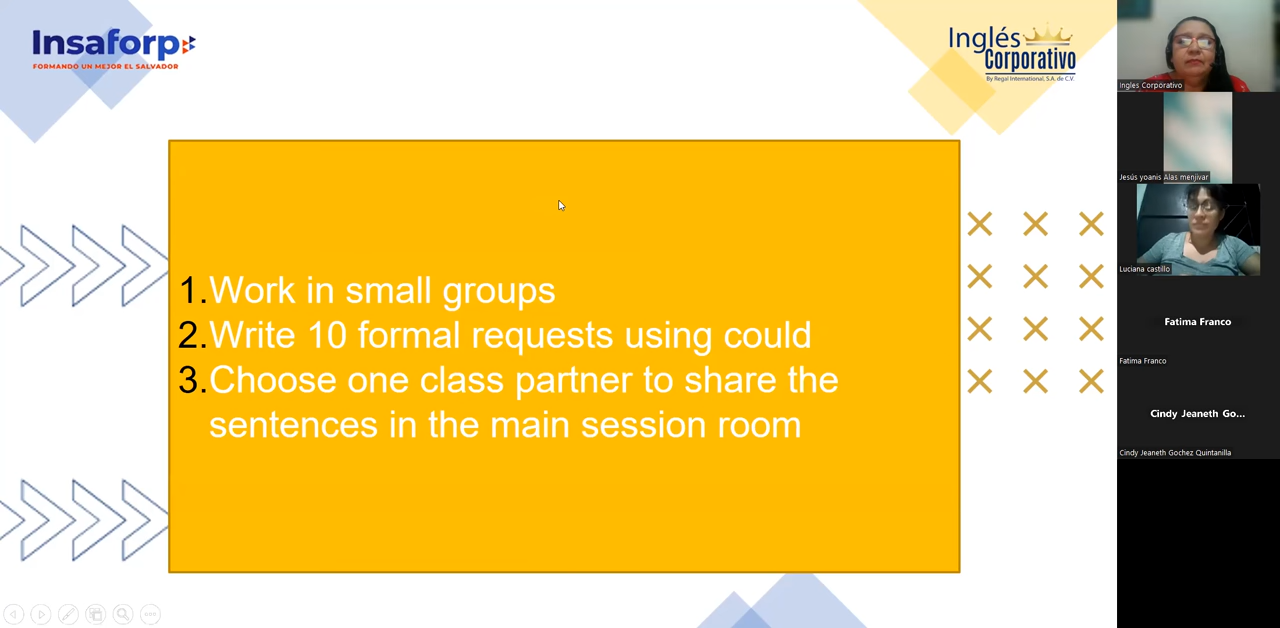 Insaforp
FORMANDO UN MEJOR EL SALVADOR
Inglés
Corporativo
By Regal International, S.A. de C.V.
1.Work in small groups
2.Write 10 formal requests using could
3.Choose one class partner to share the
sentences in the main session room
Ingles Corporativo
Jesús yoanis Alas menjivar
Luciana castillo
Fatima Franco
Fatima Franco
Cindy Jeaneth Go...
Cindy Jeaneth Gochez Quintanilla